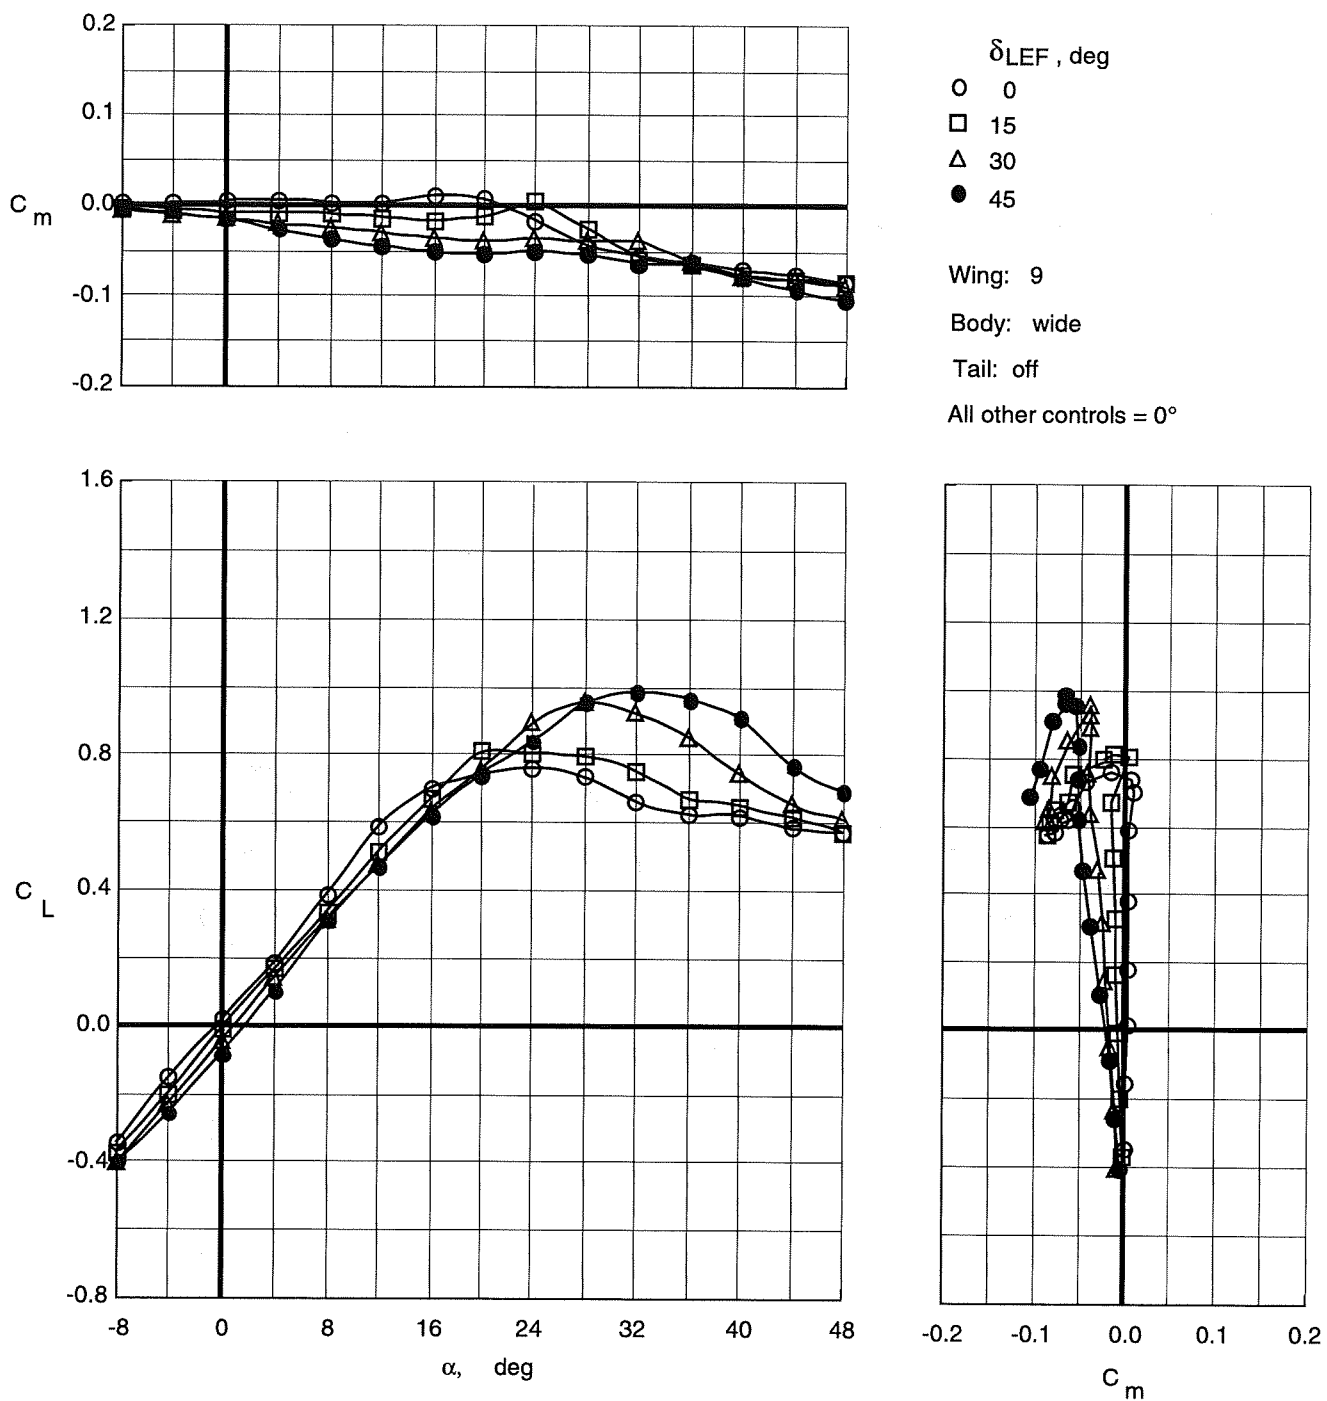 0.2
0.1
0.0
-0.1
-0.2
C m
δLEF , deg
0
15
30
45
Wing: 9
Body: wide
Tail: off
All other controls = 0°
1.6
1.2
0.8
0.4
0.0
-0.4
-0.8
C L
-8 0 8 16 24 32 40 48
α, deg
-0.2 -0.1 0.0 0.1 0.2
C m